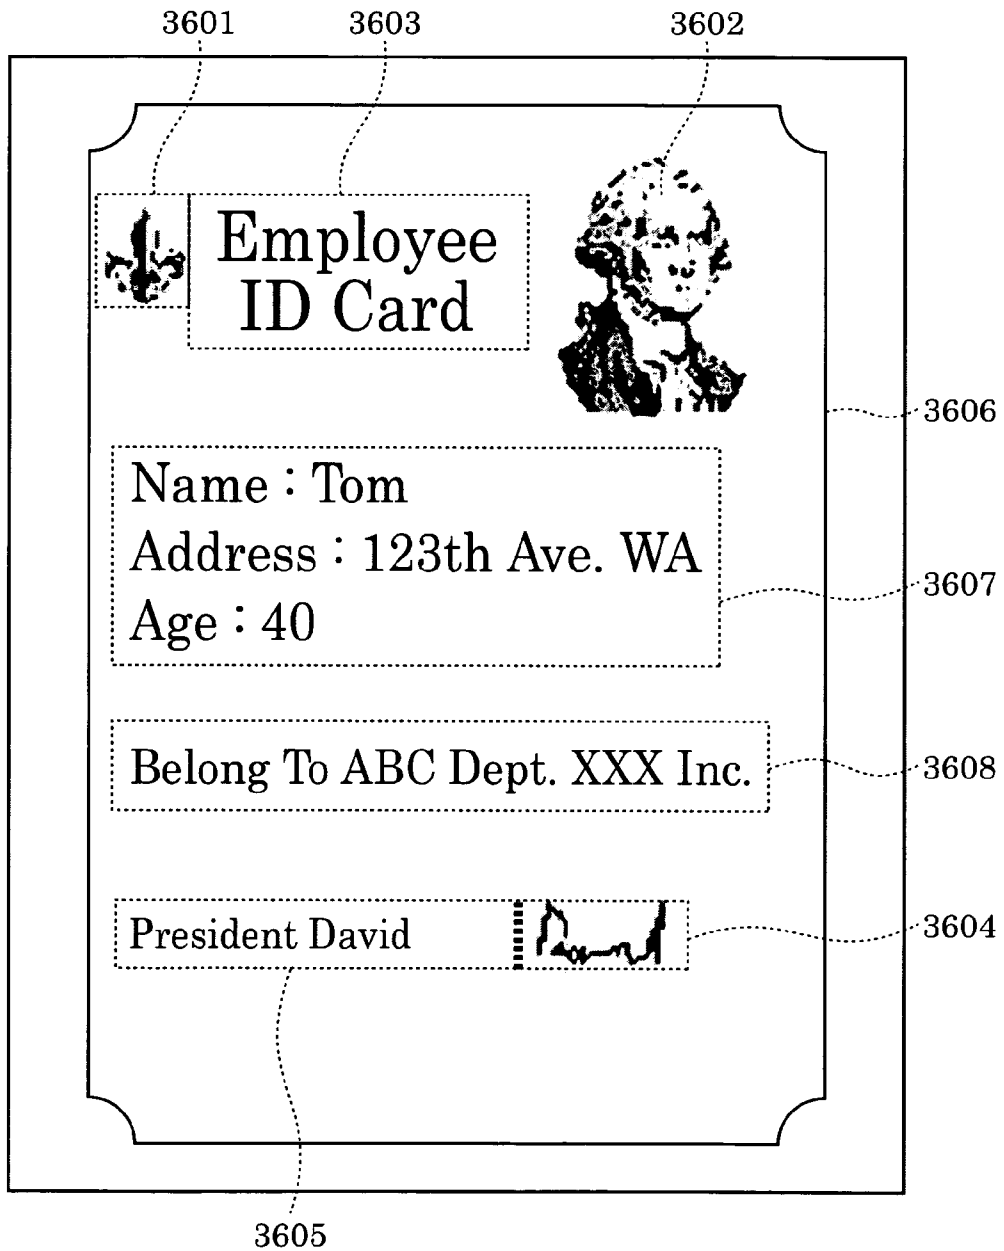 3601 3603 3602
Employee
ID Card
3606
Name : Tom
Address : 123th Ave. WA
Age : 40
3607
Belong To ABC Dept. XXX Inc.
3608
President David
3604
3605